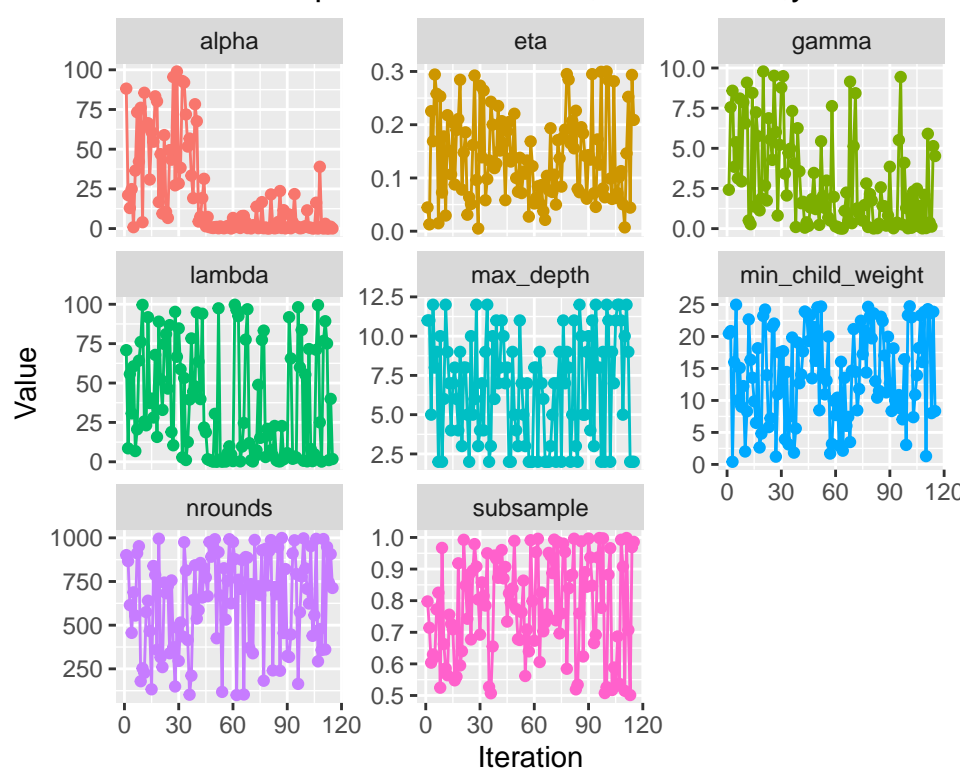 alpha eta gamma
100 0.3 10.0
75 0.2 7.5
50 0.1 5.0
25 0.0 2.5
0 0.0
lambda max_depth min_child_weight
100 12.5 25
75 10.0 20
50 7.5 15
25 5.0 10
0 2.5 5
0
0 30 60 90 120
nrounds subsample
1000 1.0
750 0.9
500 0.8
250 0.7
0.6
0.5
0 30 60 90 120 0 30 60 90 120
Iteration
Value